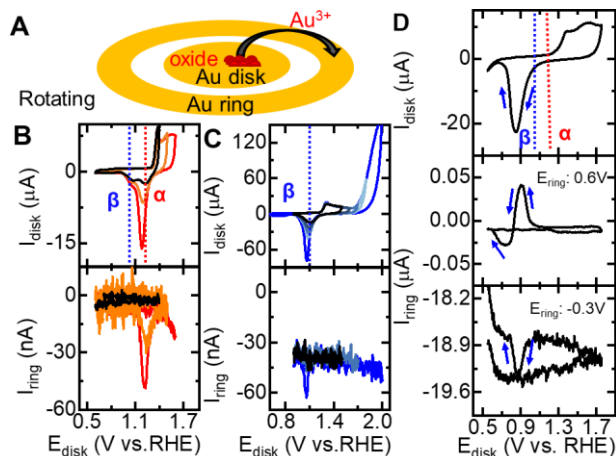 A
Au³⁺
oxide
Au disk
Rotating
Au ring
B
β
α
I_disk (μA)
0
-15
I_ring (nA)
0
-30
-60
0.6
1.1
1.6
E_disk (V vs.RHE)
C
β
I_disk (μA)
120
60
0
-60
I_ring (nA)
0
-30
-60
0.8
1.4
2.0
E_disk (V vs.RHE)
D
I_disk (μA)
10
0
-20
β
α
E_ring: 0.6V
0.05
0.00
-0.05
I_ring (μA)
E_ring: -0.3V
-18.2
-18.9
-19.6
0.5
0.9
1.3
1.7
E_disk (V vs. RHE)